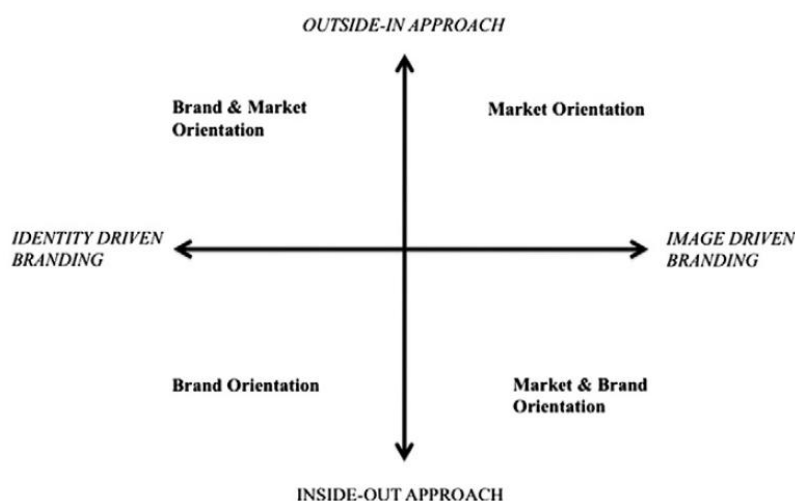 OUTSIDE-IN APPROACH
Brand & Market
Orientation
Market Orientation
IDENTITY DRIVEN
BRANDING
IMAGE DRIVEN
BRANDING
Brand Orientation
Market & Brand
Orientation
INSIDE-OUT APPROACH